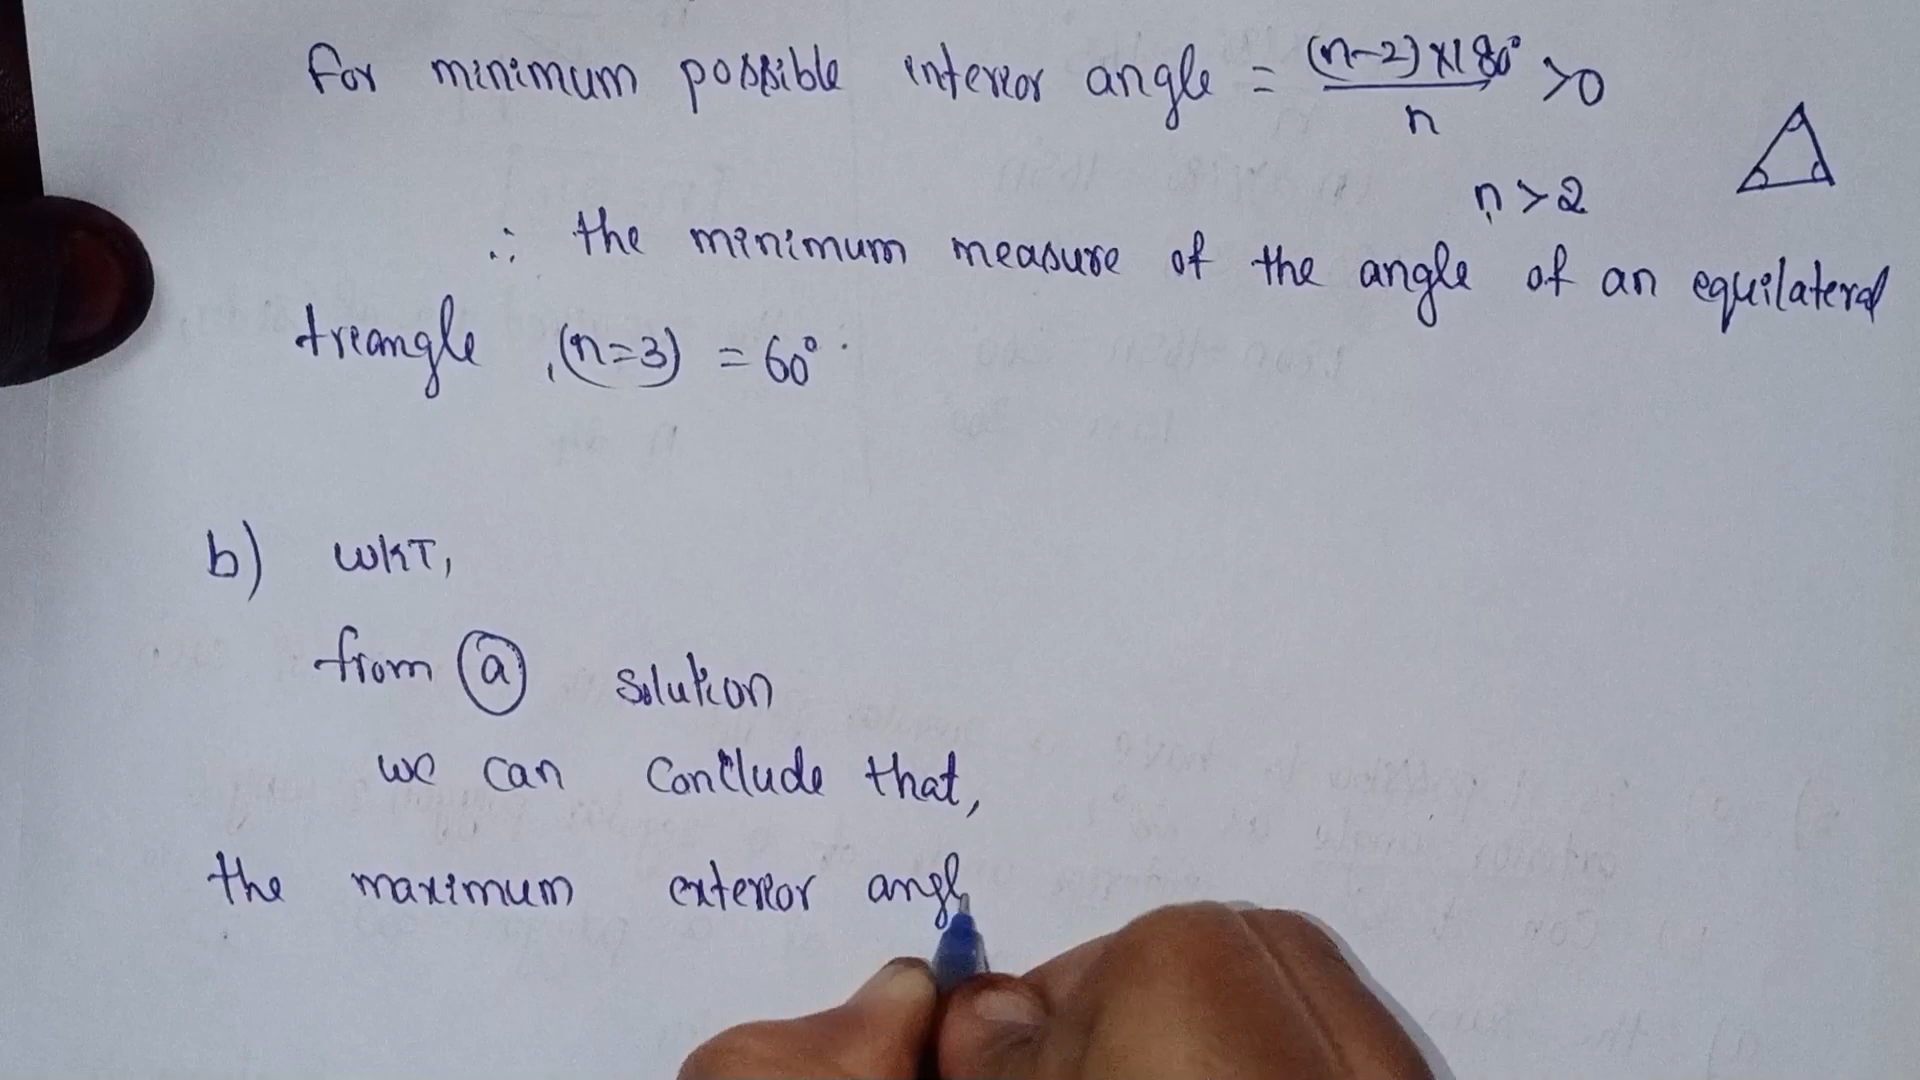 For minimum possible interior angle = (n-2)×180° / n >0
n>2
∴ the minimum measure of the angle of an equilateral
triangle, (n=3) = 60°.
b) WKT,
from (a) solution
we can conclude that,
the maximum exterior angl